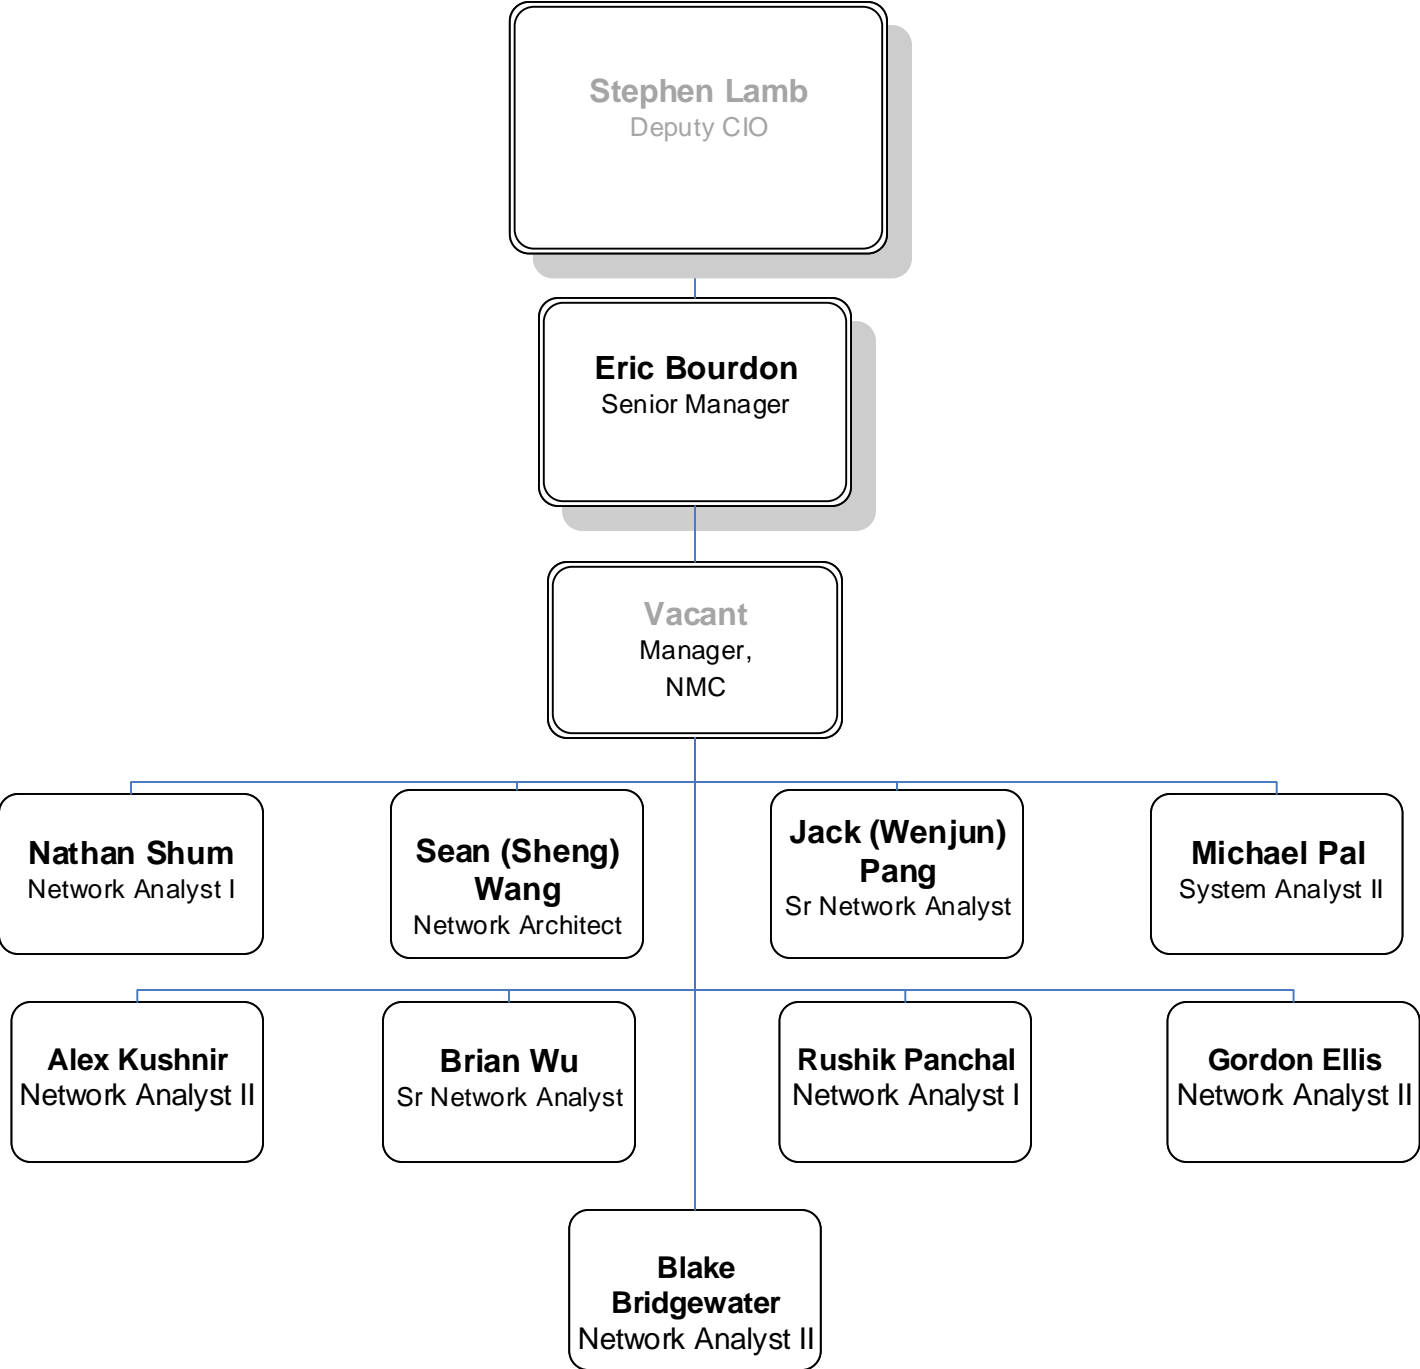 Stephen Lamb
Deputy CIO
Eric Bourdon
Senior Manager
Vacant
Manager,
NMC
Nathan Shum
Network Analyst I
Sean (Sheng)
Wang
Network Architect
Jack (Wenjun)
Pang
Sr Network Analyst
Michael Pal
System Analyst II
Alex Kushnir
Network Analyst II
Brian Wu
Sr Network Analyst
Rushik Panchal
Network Analyst I
Gordon Ellis
Network Analyst II
Blake
Bridgewater
Network Analyst II